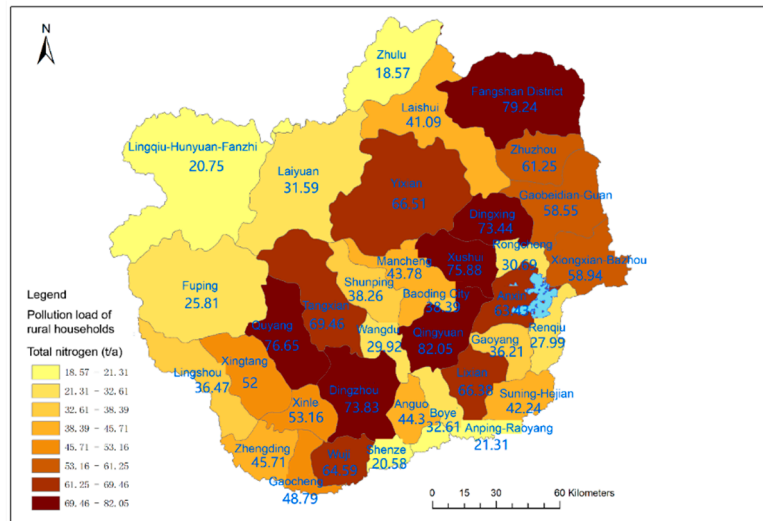 N
Zhulu
18.57
Fangshan District
79.24
Laishui
41.09
Lingqiu-Hunyuan-Fanzhi
20.75
Zhuzhou
61.25
Laiyuan
31.59
Yixian
66.51
Gaobeidian-Guan
58.55
Dingxing
73.44
Rongcheng
30.69
Xiongxian-Bazhou
58.94
Xushui
75.88
Mancheng
43.78
Shunping
38.26
Baoding City
38.39
Fuping
25.81
Tangxian
69.46
Quyang
76.65
Wangdu
29.92
Qingyuan
82.05
Renqiu
27.99
Gaoyang
36.21
Lingshou
36.47
Xingtang
52
Dingzhou
73.83
Lixian
66.38
Suning-Hejian
42.24
Xinle
53.16
Anguo
44.3
Boye
32.61
Anping-Raoyang
21.31
Zhengding
45.71
Wuji
64.59
Shenze
20.58
Gaocheng
48.79
Legend
Pollution load of
rural households
Total nitrogen (t/a)
18.57 - 21.31
21.31 - 32.61
32.61 - 38.39
38.39 - 45.71
45.71 - 53.16
53.16 - 61.25
61.25 - 69.46
69.46 - 82.05
0 15 30 60 Kilometers